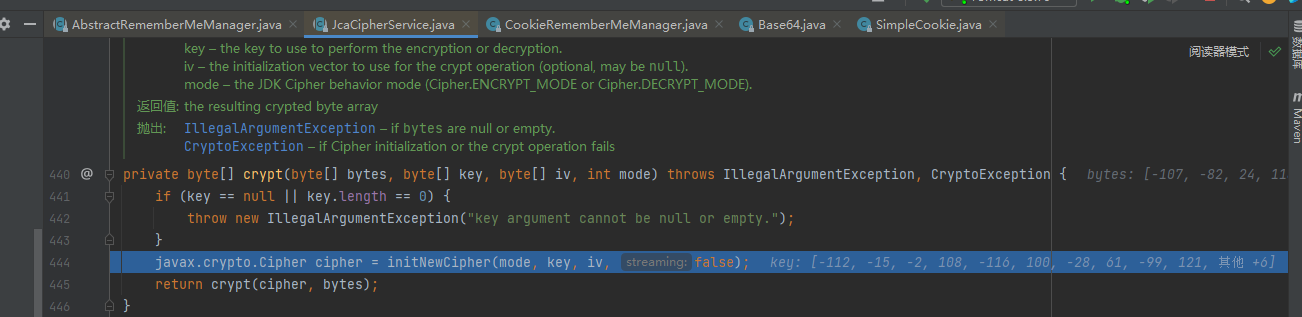 AbstractRememberMeManager.java × JcaCipherService.java × CookieRememberMeManager.java × Base64.java × SimpleCookie.java ×
key – the key to use to perform the encryption or decryption.
阅读器模式
数据库
iv – the initialization vector to use for the crypt operation (optional, may be null).
mode – the JDK Cipher behavior mode (Cipher.ENCRYPT_MODE or Cipher.DECRYPT_MODE).
返回值: the resulting crypted byte array
Maven
抛出: IllegalArgumentException – if bytes are null or empty.
CryptoException – if Cipher initialization or the crypt operation fails
440 @ private byte[] crypt(byte[] bytes, byte[] key, byte[] iv, int mode) throws IllegalArgumentException, CryptoException { bytes: [-107, -82, 24, 11
441 if (key == null || key.length == 0) {
442 throw new IllegalArgumentException("key argument cannot be null or empty.");
443 }
444 javax.crypto.Cipher cipher = initNewCipher(mode, key, iv, streaming: false); key: [-112, -15, -2, 108, -116, 100, -28, 61, -99, 121, 其他 +6]
445 return crypt(cipher, bytes);
446 }